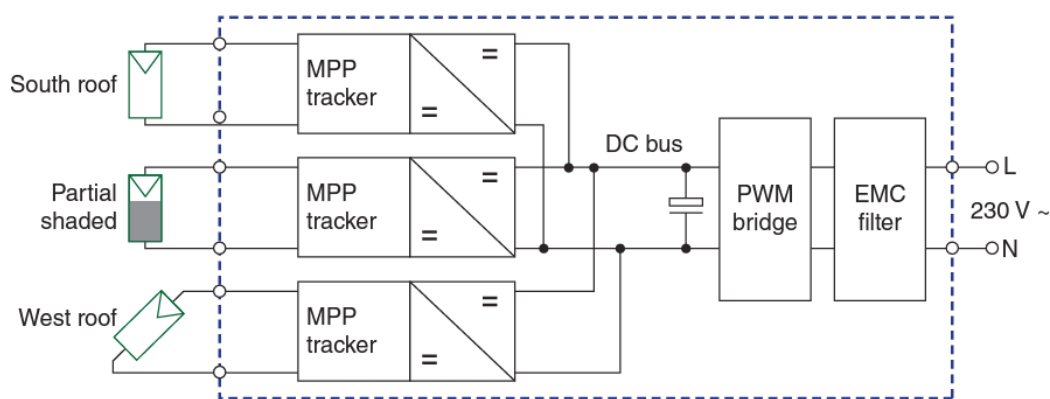 South roof
MPP
tracker
=
=
Partial
shaded
MPP
tracker
=
=
DC bus
PWM
bridge
EMC
filter
L
230 V ~
N
West roof
MPP
tracker
=
=